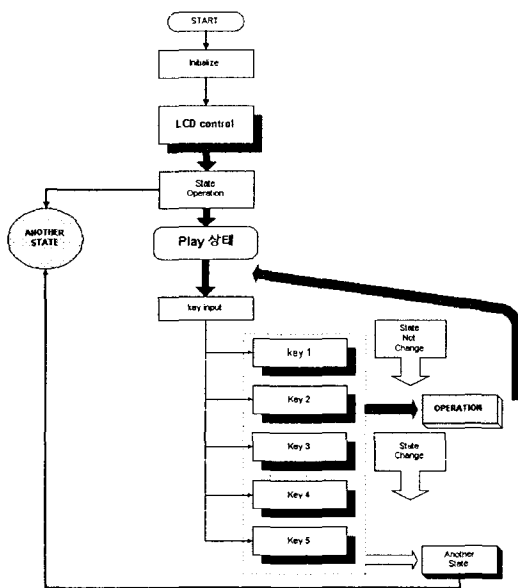 START
Initialize
LCD control
State
Operation
ANOTHER
STATE
Play 상태
key input
key 1
Key 2
Key 3
Key 4
Key 5
State
Not
Change
OPERATION
State
Change
Another
State